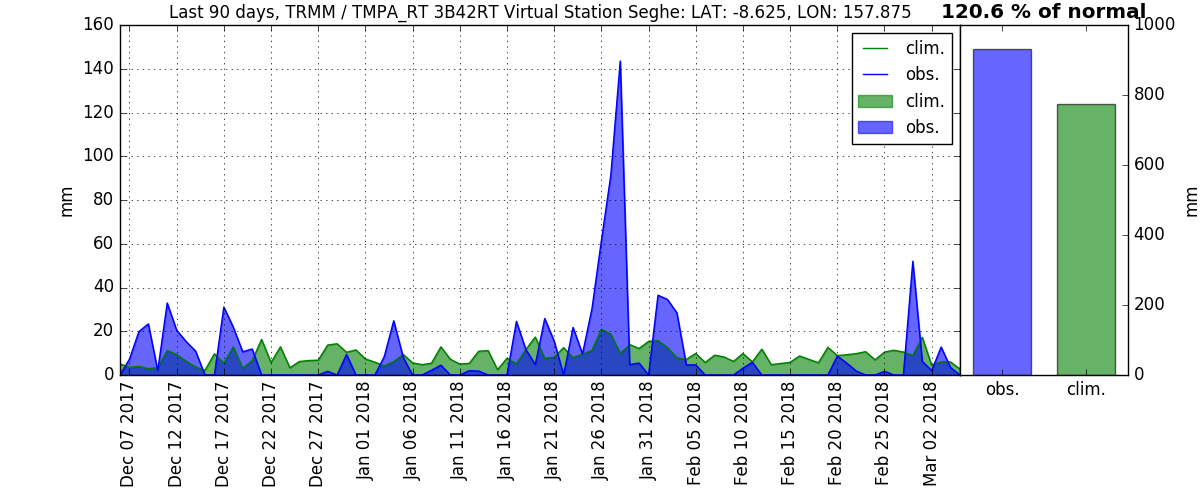 Last 90 days, TRMM / TMPA_RT 3B42RT Virtual Station Seghe: LAT: -8.625, LON: 157.875
120.6 % of normal
160
140
120
100
80
60
40
20
0
mm
clim.
obs.
clim.
obs.
Dec 07 2017
Dec 12 2017
Dec 17 2017
Dec 22 2017
Dec 27 2017
Jan 01 2018
Jan 06 2018
Jan 11 2018
Jan 16 2018
Jan 21 2018
Jan 26 2018
Jan 31 2018
Feb 05 2018
Feb 10 2018
Feb 15 2018
Feb 20 2018
Feb 25 2018
Mar 02 2018
1000
800
600
400
200
0
mm
obs.
clim.